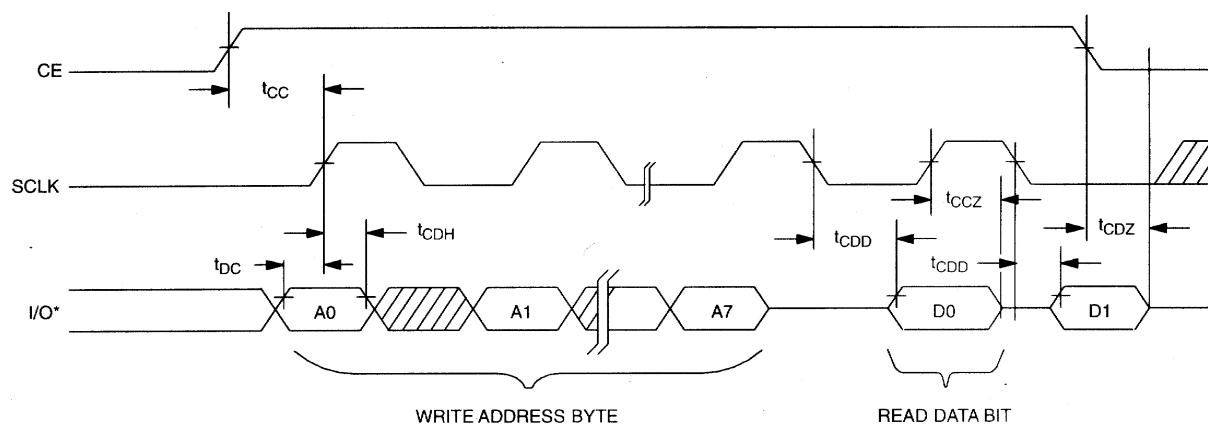 CE
tCC
SCLK
tCCZ
tCDH
tCDD
tCDZ
tDC
tCDD
I/O*
A0
A1
A7
D0
D1
WRITE ADDRESS BYTE
READ DATA BIT